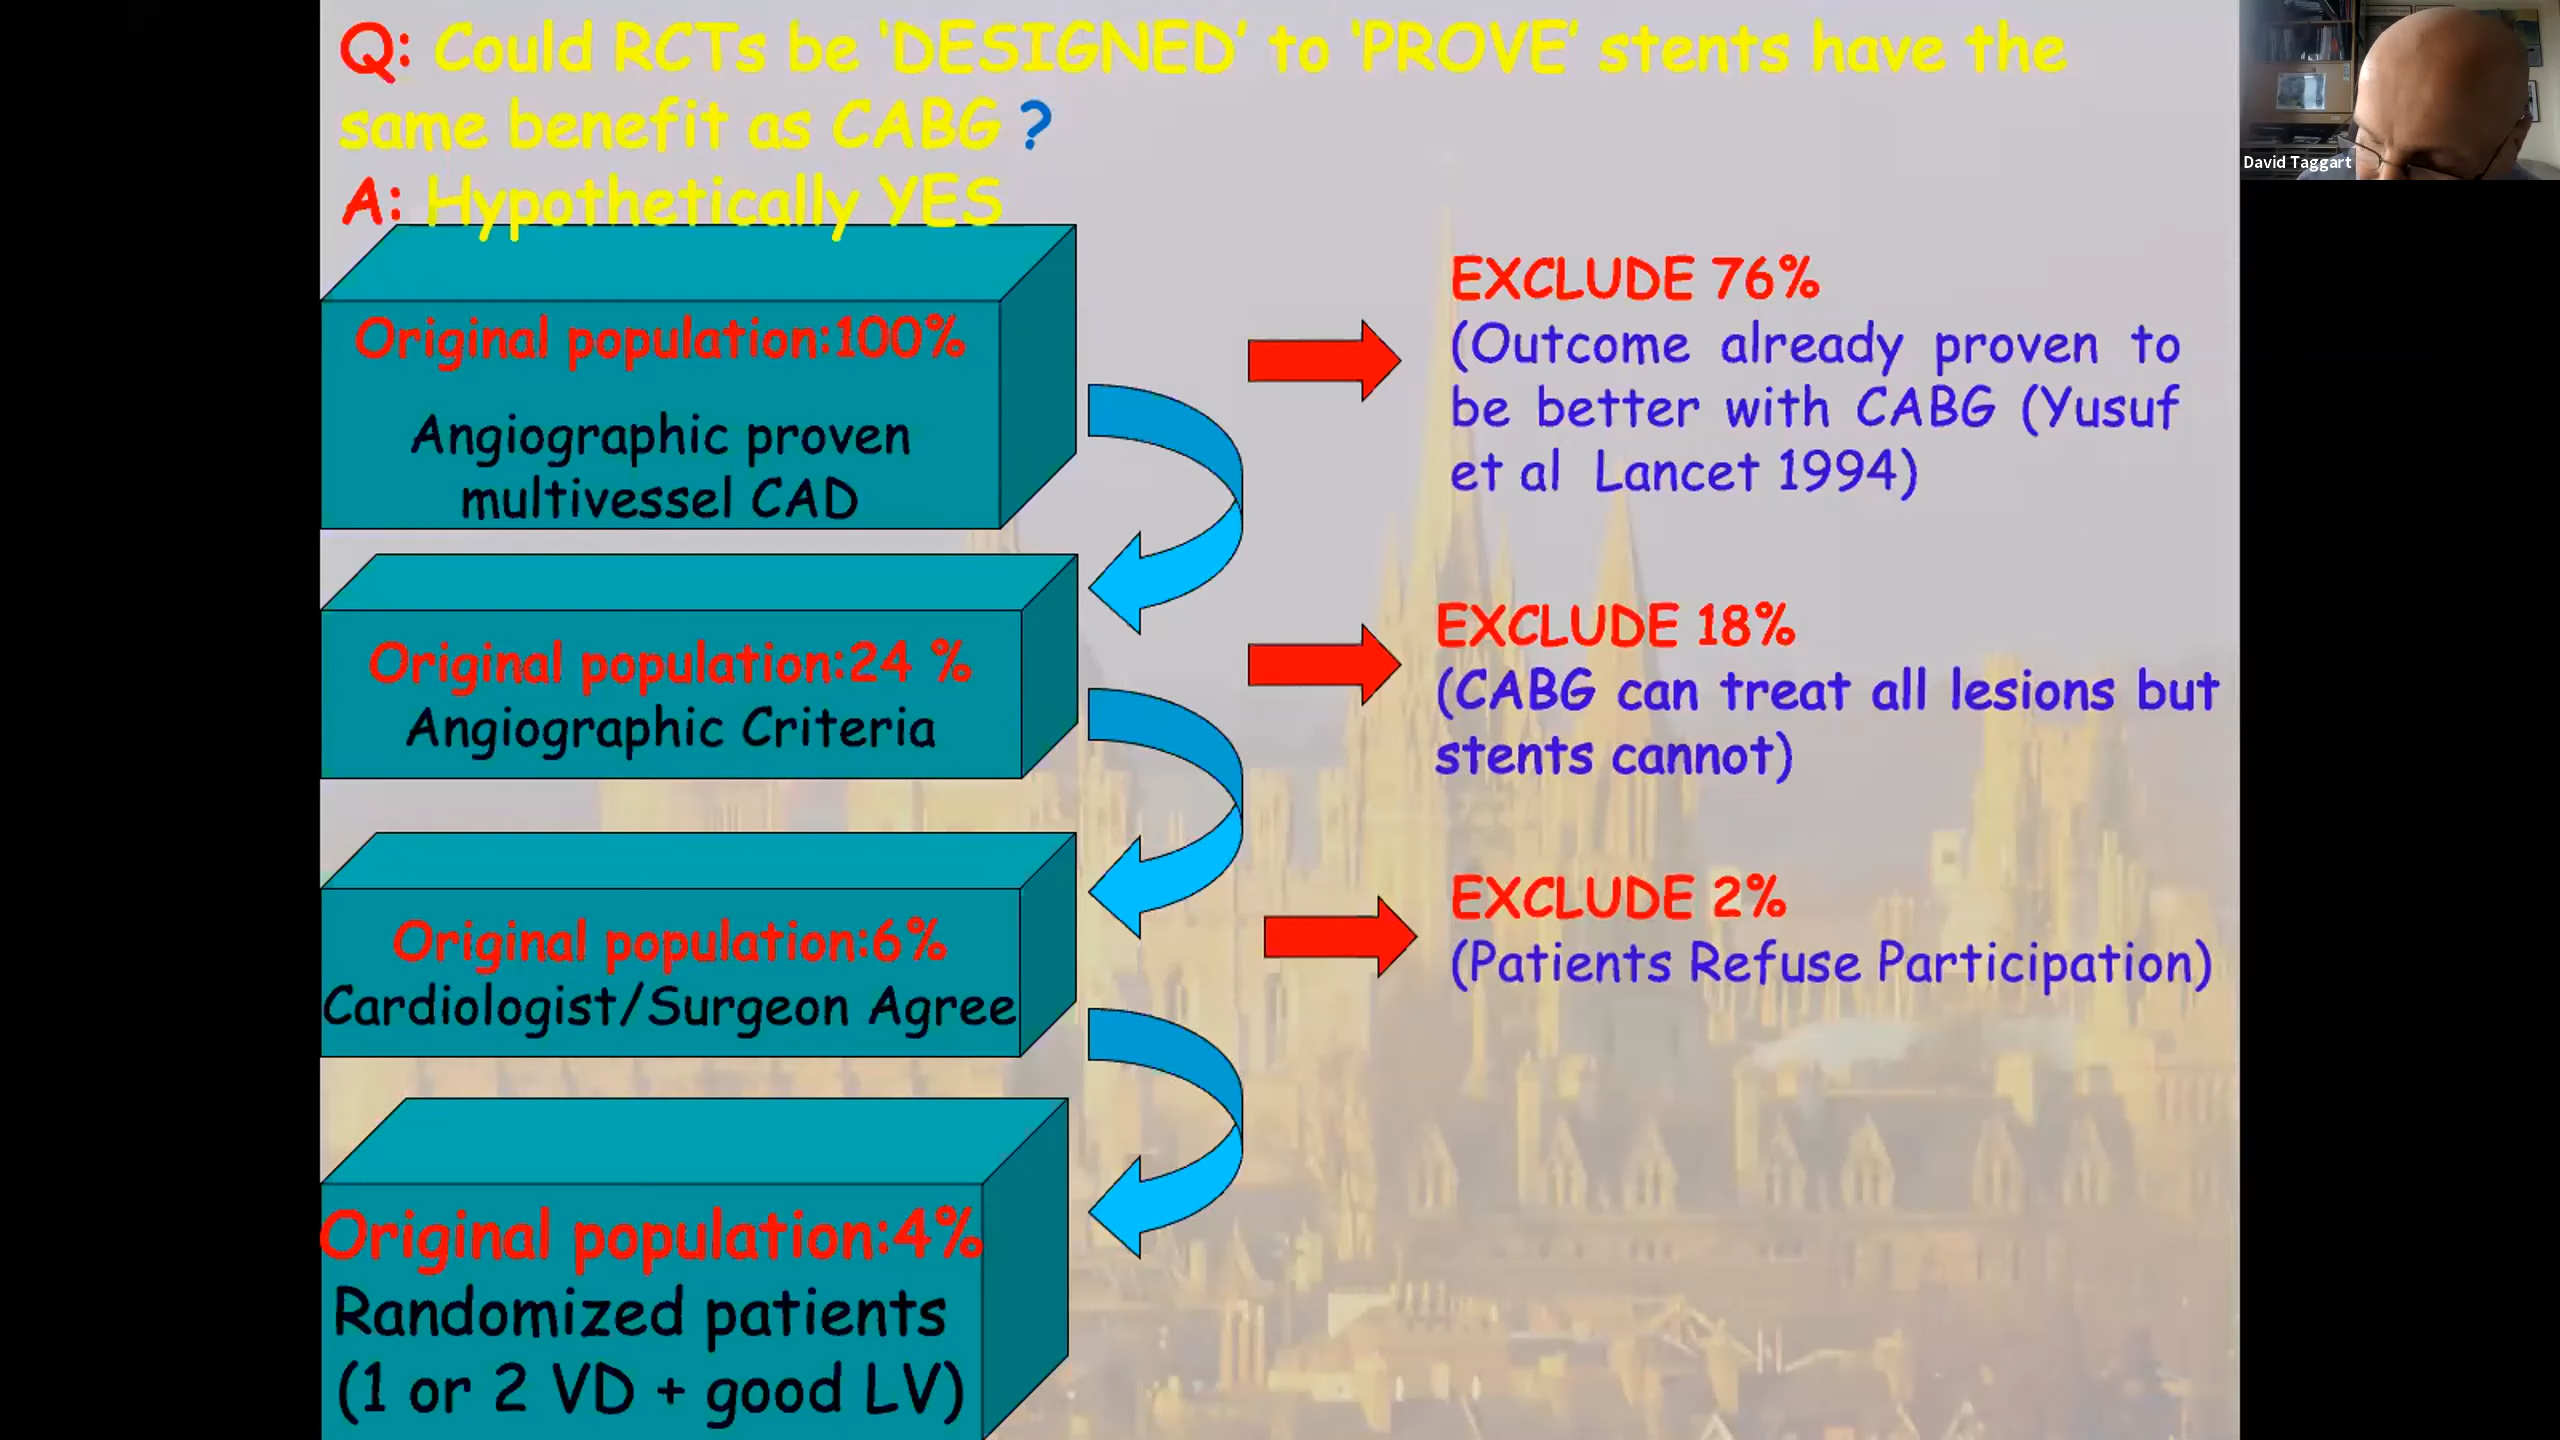 Q: Could RCTs be ‘DESIGNED’ to ‘PROVE’ stents have the
same benefit as CABG ?
A: Hypothetically YES
David Taggart
Original population:100%
Angiographic proven
multivessel CAD
EXCLUDE 76%
(Outcome already proven to
be better with CABG (Yusuf
et al Lancet 1994)
Original population:24 %
Angiographic Criteria
EXCLUDE 18%
(CABG can treat all lesions but
stents cannot)
Original population:6%
Cardiologist/Surgeon Agree
EXCLUDE 2%
(Patients Refuse Participation)
Original population:4%
Randomized patients
(1 or 2 VD + good LV)